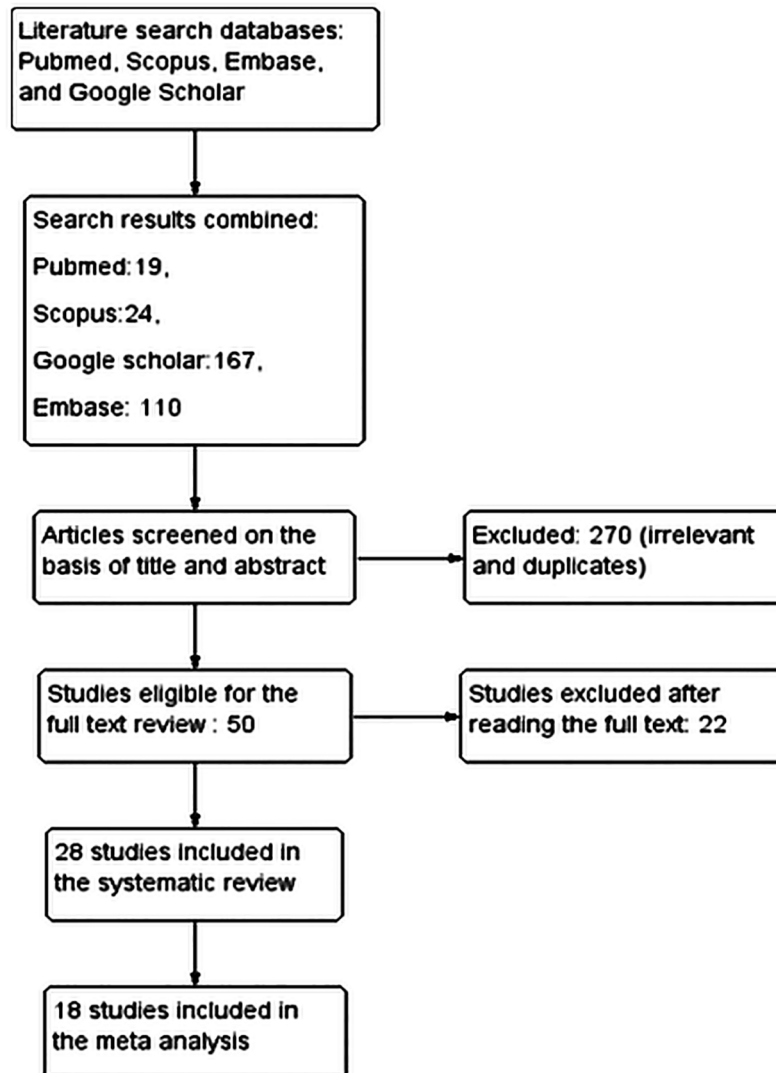 Literature search databases:
Pubmed, Scopus, Embase,
and Google Scholar
Search results combined:
Pubmed:19,
Scopus:24,
Google scholar:167,
Embase: 110
Articles screened on the
basis of title and abstract
Excluded: 270 (irrelevant
and duplicates)
Studies eligible for the
full text review : 50
Studies excluded after
reading the full text: 22
28 studies included in
the systematic review
18 studies included in
the meta analysis